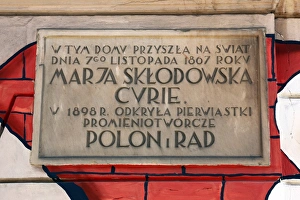 W TYM DOMU PRZYSZŁA NA ŚWIAT
DNIA 7GO LISTOPADA 1867 ROKU
MARJA SKŁODOWSKA
CURIE.
W 1898 R. ODKRYŁA PIERWIASTKI
PROMIENIOTWÓRCZE
POLON i RAD